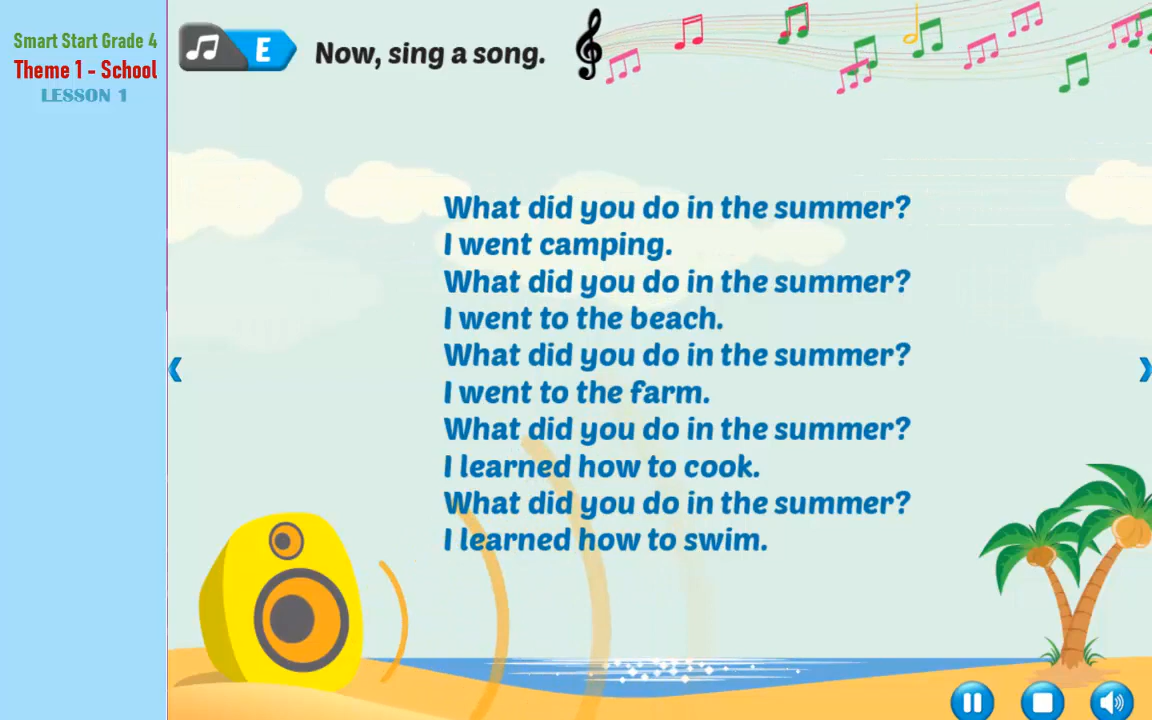 Smart Start Grade 4
Theme 1 - School
LESSON 1
E
Now, sing a song.
What did you do in the summer?
I went camping.
What did you do in the summer?
I went to the beach.
What did you do in the summer?
I went to the farm.
What did you do in the summer?
I learned how to cook.
What did you do in the summer?
I learned how to swim.